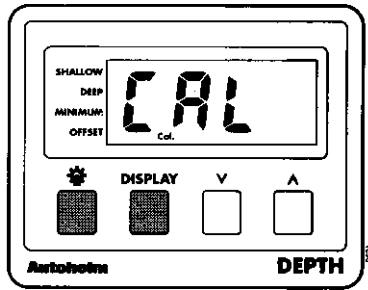 SHALLOW
DEEP
MINIMUM
OFFSET
CAL
Cal.
DISPLAY
Autohelm DEPTH